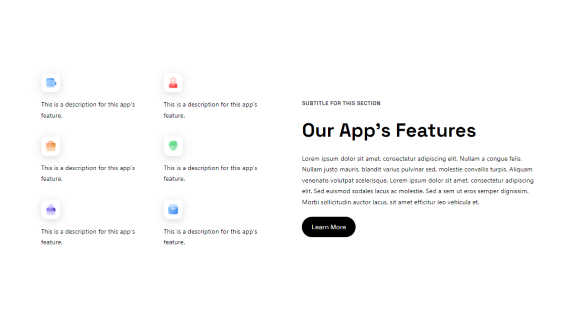 This is a description for this app's
feature.
This is a description for this app's
feature.
This is a description for this app's
feature.
This is a description for this app's
feature.
This is a description for this app's
feature.
This is a description for this app's
feature.
SUBTITLE FOR THIS SECTION
Our App's Features
Lorem ipsum dolor sit amet, consectetur adipiscing elit. Nullam a congue felis.
Nullam justo mauris, blandit varius pulvinar sed, molestie convallis turpis. Aliquam
venenatis volutpat scelerisque. Lorem ipsum dolor sit amet, consectetur adipiscing
elit. Sed euismod sodales lacus ac molestie. Sed a sem ut eros semper dignissim.
Morbi sollicitudin auctor lacus, sit amet efficitur leo vehicula et.
Learn More